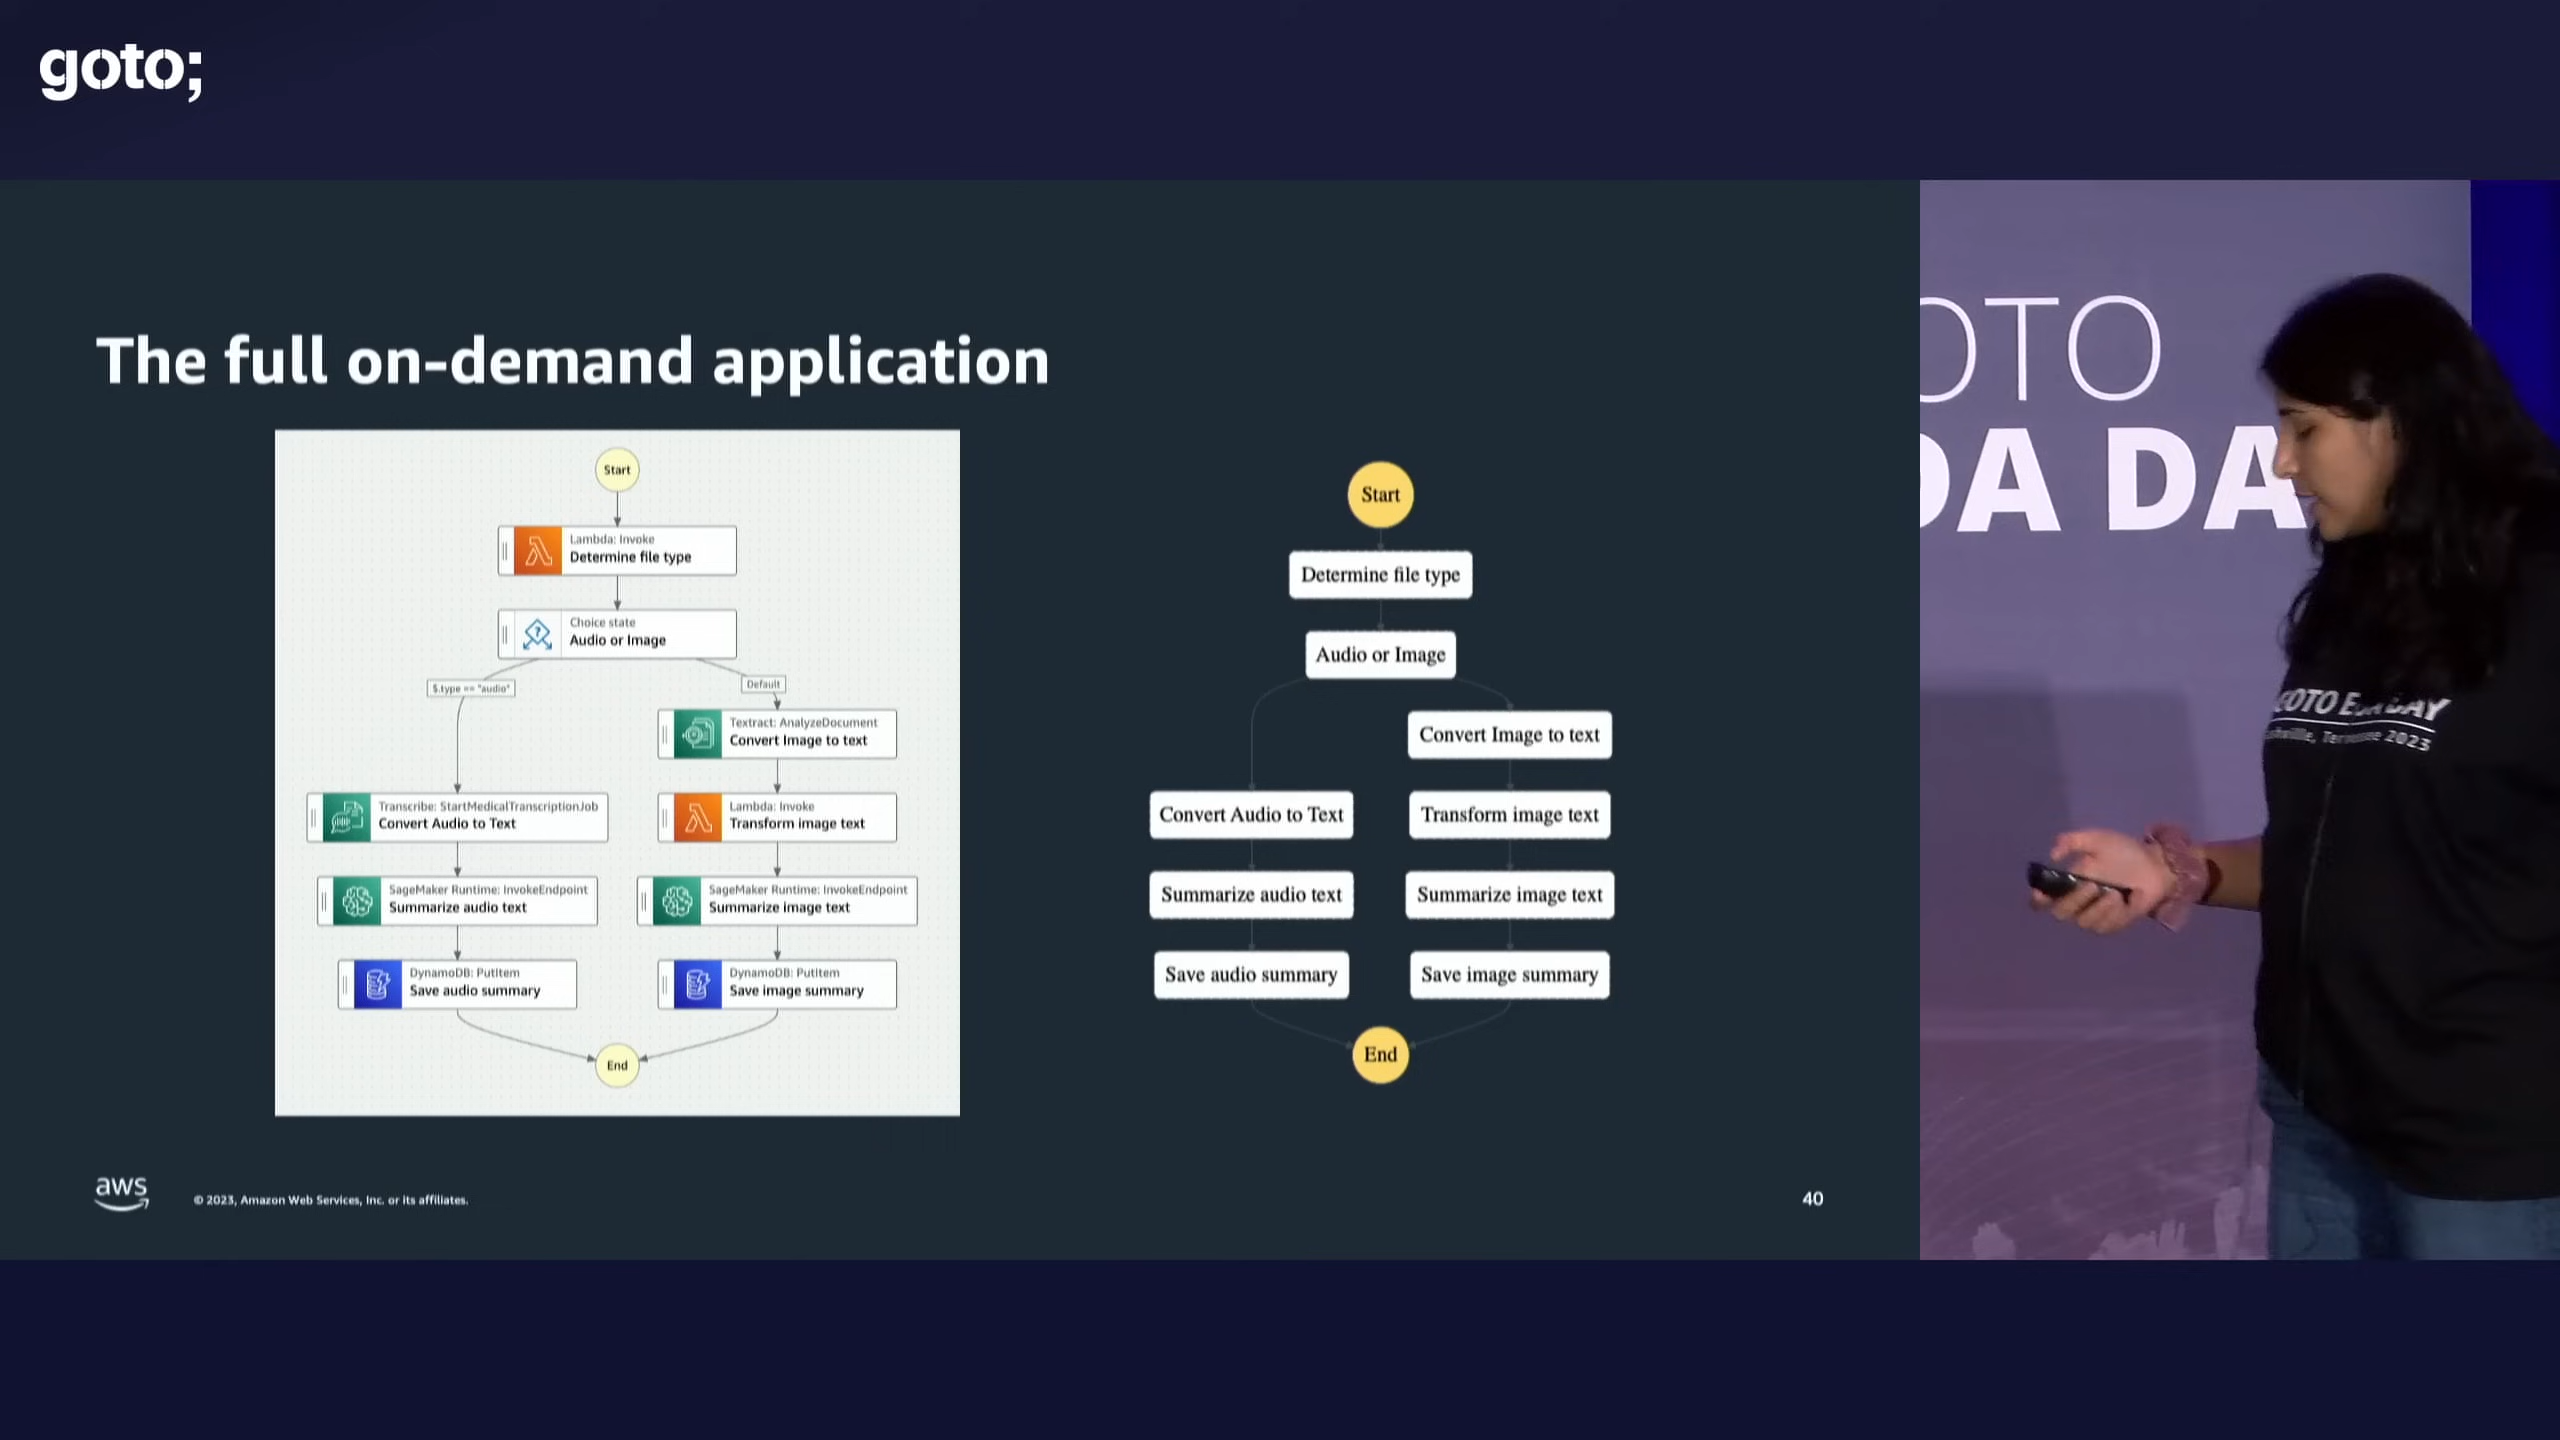 goto;
The full on-demand application
Start
Lambda: Invoke
Determine file type
Choice state
Audio or Image
$.type == "audio"
Default
Textract: AnalyzeDocument
Convert Image to text
Transcribe: StartMedicalTranscriptionJob
Convert Audio to Text
Lambda: Invoke
Transform image text
SageMaker Runtime: InvokeEndpoint
Summarize audio text
SageMaker Runtime: InvokeEndpoint
Summarize image text
DynamoDB: PutItem
Save audio summary
DynamoDB: PutItem
Save image summary
End
Start
Determine file type
Audio or Image
Convert Image to text
Convert Audio to Text
Transform image text
Summarize audio text
Summarize image text
Save audio summary
Save image summary
End
aws
© 2023, Amazon Web Services, Inc. or its affiliates.
40
OTO
DA DA
GOTO DAY
2023